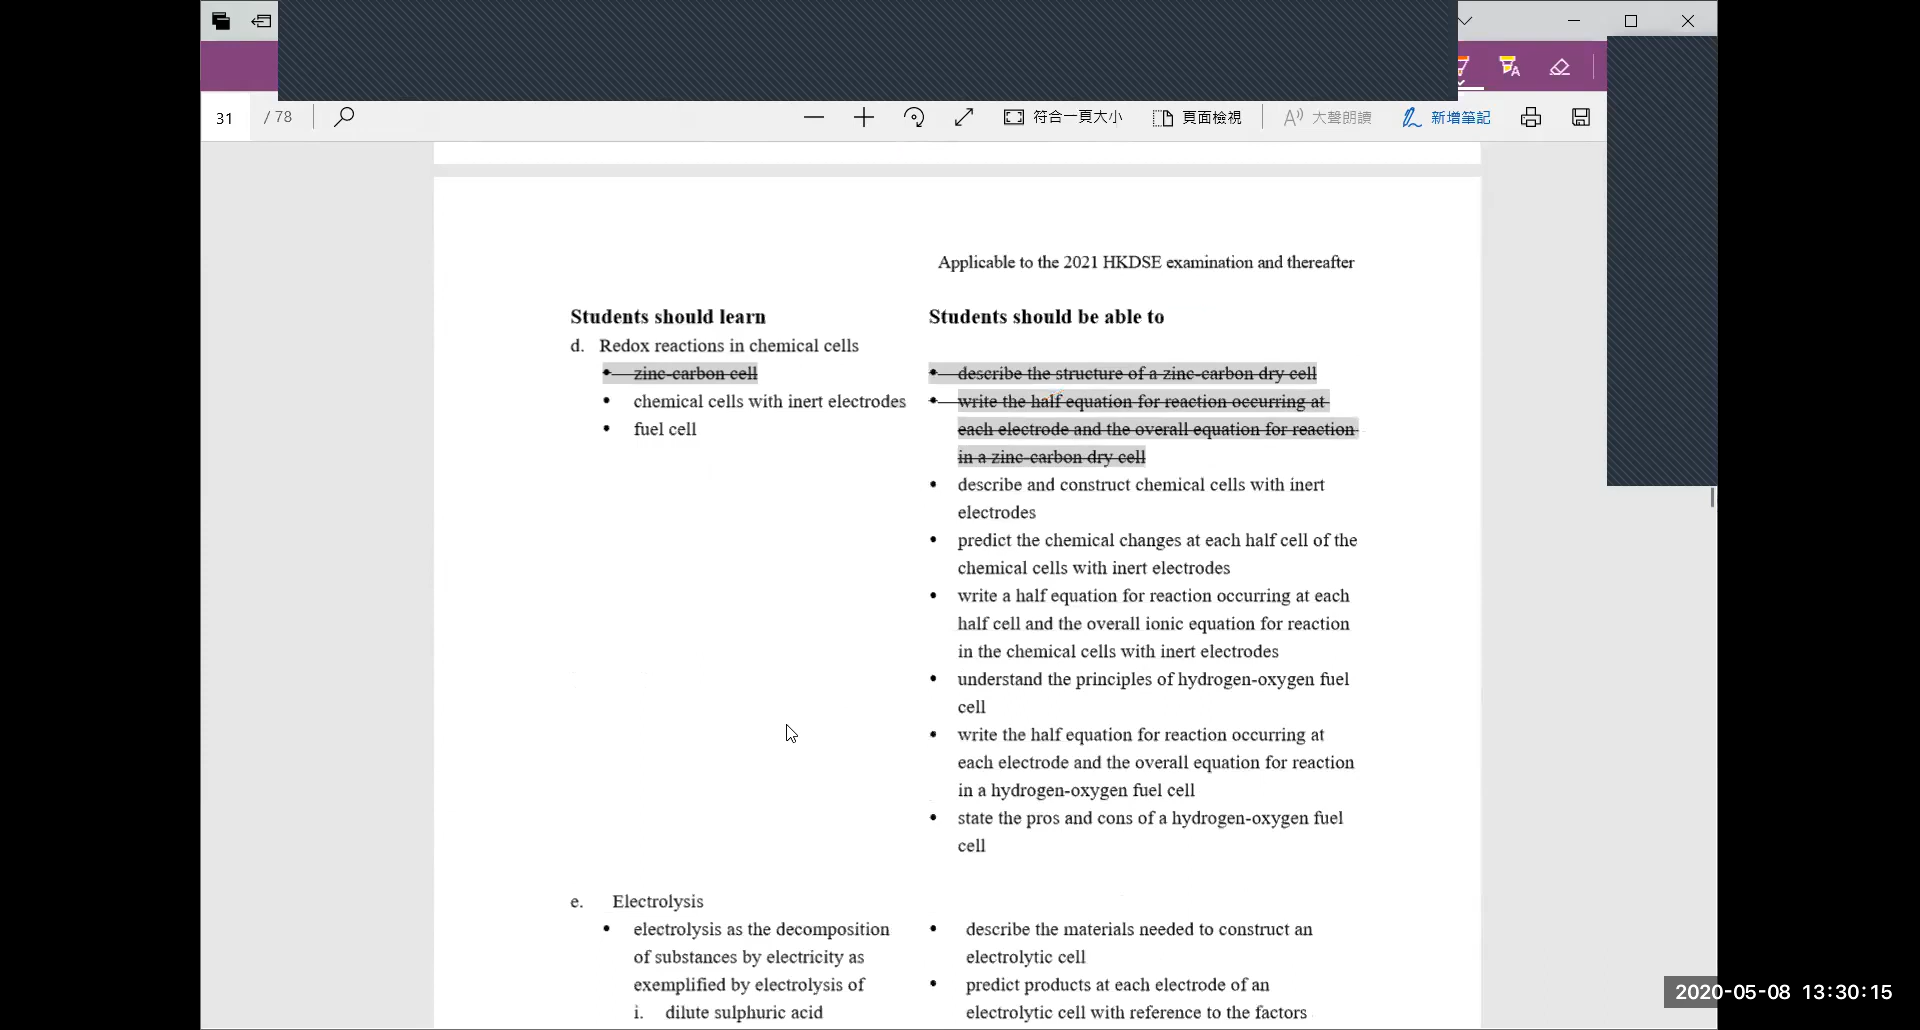 31 / 78 符合一頁大小 頁面檢視 大聲朗讀 新增筆記
Applicable to the 2021 HKDSE examination and thereafter
Students should learn
d. Redox reactions in chemical cells
• zinc-carbon cell
• chemical cells with inert electrodes
• fuel cell
Students should be able to
• describe the structure of a zinc-carbon dry cell
• write the half equation for reaction occurring at
each electrode and the overall equation for reaction
in a zinc-carbon dry cell
• describe and construct chemical cells with inert
electrodes
• predict the chemical changes at each half cell of the
chemical cells with inert electrodes
• write a half equation for reaction occurring at each
half cell and the overall ionic equation for reaction
in the chemical cells with inert electrodes
• understand the principles of hydrogen-oxygen fuel
cell
• write the half equation for reaction occurring at
each electrode and the overall equation for reaction
in a hydrogen-oxygen fuel cell
• state the pros and cons of a hydrogen-oxygen fuel
cell
e. Electrolysis
• electrolysis as the decomposition
of substances by electricity as
exemplified by electrolysis of
i. dilute sulphuric acid
• describe the materials needed to construct an
electrolytic cell
• predict products at each electrode of an
electrolytic cell with reference to the factors
2020-05-08 13:30:15